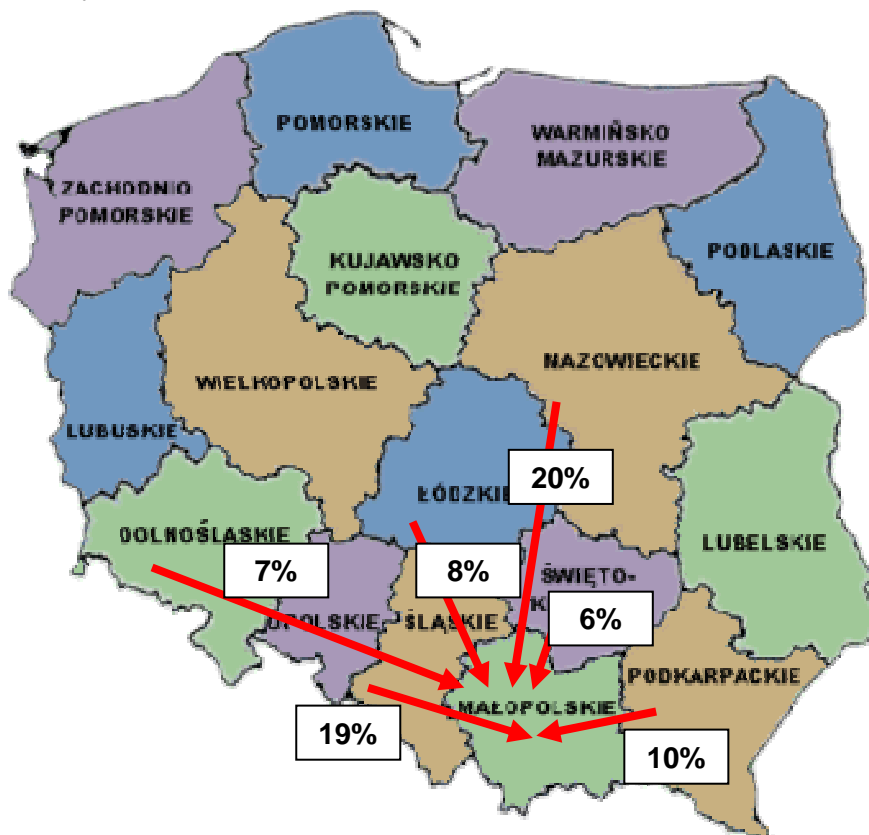 POMORSKIE
WARMIŃSKO
MAZURSKIE
ZACHODNIO
POMORSKIE
PODLASKIE
KUJAWSKO
POMORSKIE
NAZOWIECKIE
WIELKOPOLSKIE
LUBUSKIE
20%
ŁÓDZKIE
DOLNOŚLĄSKIE
LUBELSKIE
7%
8%
ŚWIĘTO-
6%
OPOLSKIE
ŚLĄSKIE
PODKARPACKIE
MAŁOPOLSKIE
19%
10%